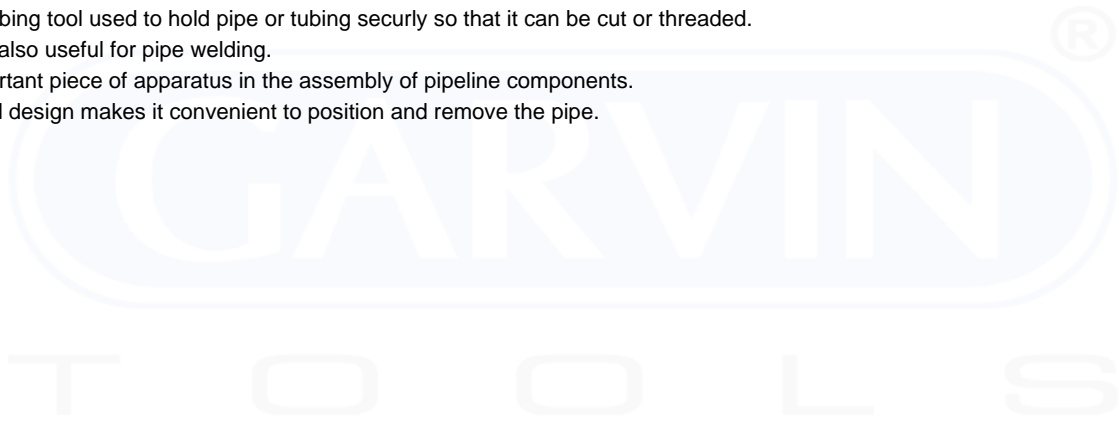 bing tool used to hold pipe or tubing securly so that it can be cut or threaded.
also useful for pipe welding.
rtant piece of apparatus in the assembly of pipeline components.
design makes it convenient to position and remove the pipe.
GARVIN®
TOOLS